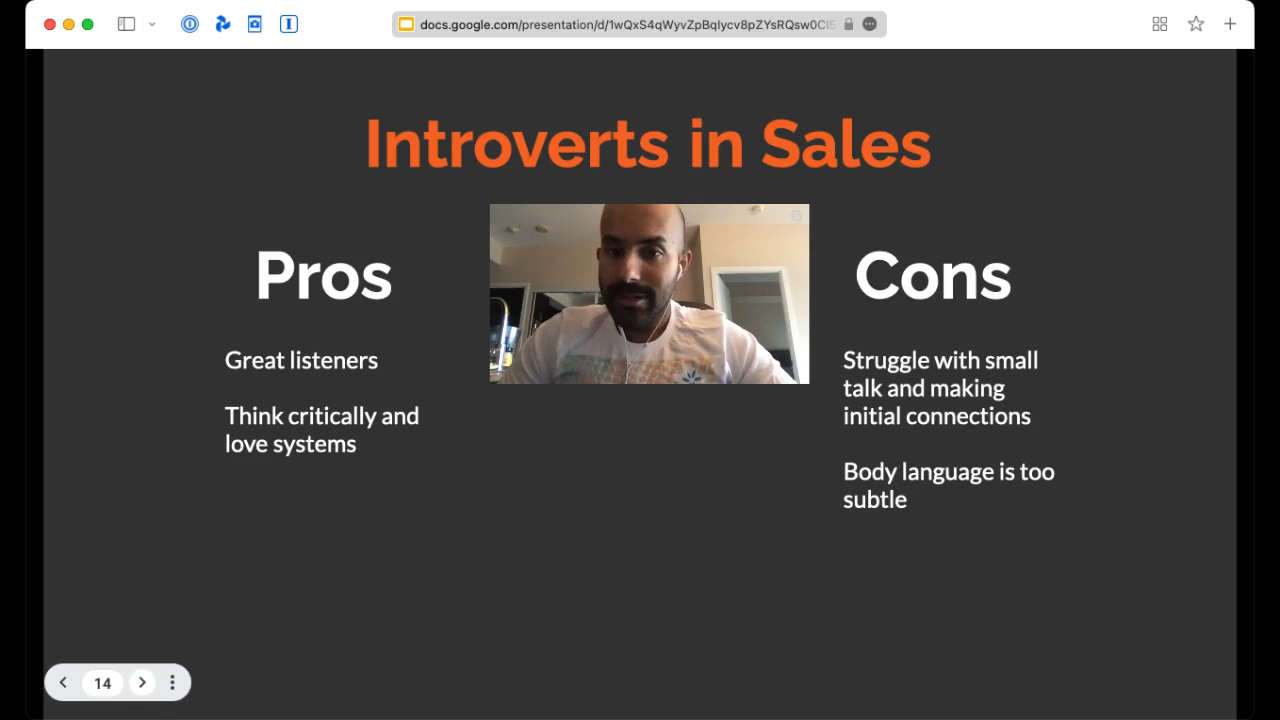 docs.google.com/presentation/d/1wQxS4qWyvZpBqlycv8pZYsRQsw0Cl5
Introverts in Sales
Pros
Great listeners
Think critically and
love systems
Cons
Struggle with small
talk and making
initial connections
Body language is too
subtle
14